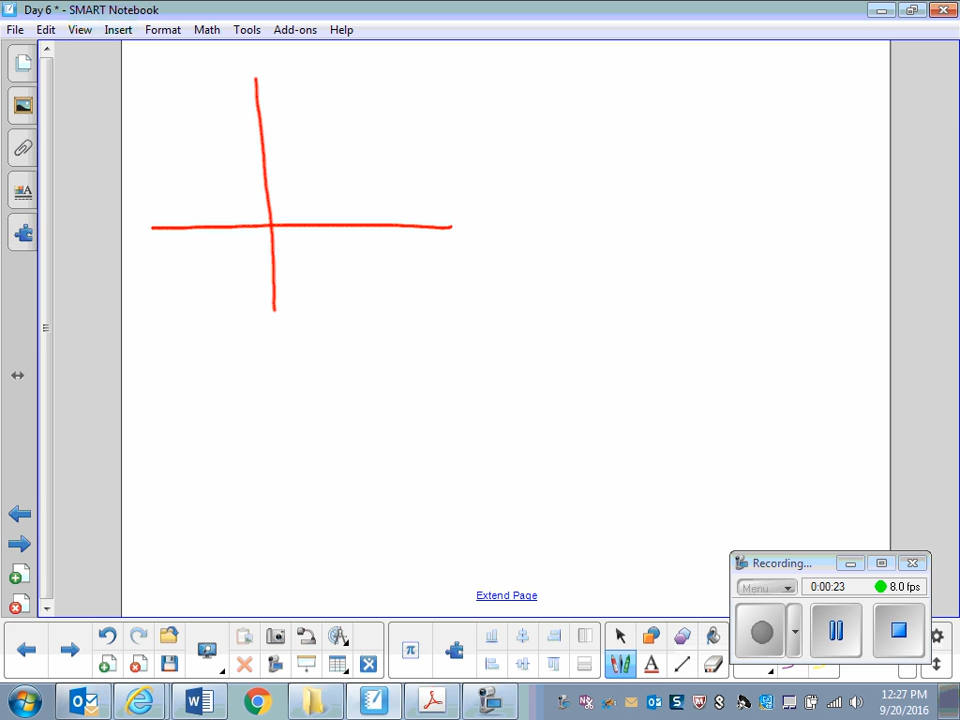 Day 6 * - SMART Notebook
File Edit View Insert Format Math Tools Add-ons Help
Extend Page
Recording...
Menu 0:00:23 8.0 fps
π
A
12:27 PM
9/20/2016